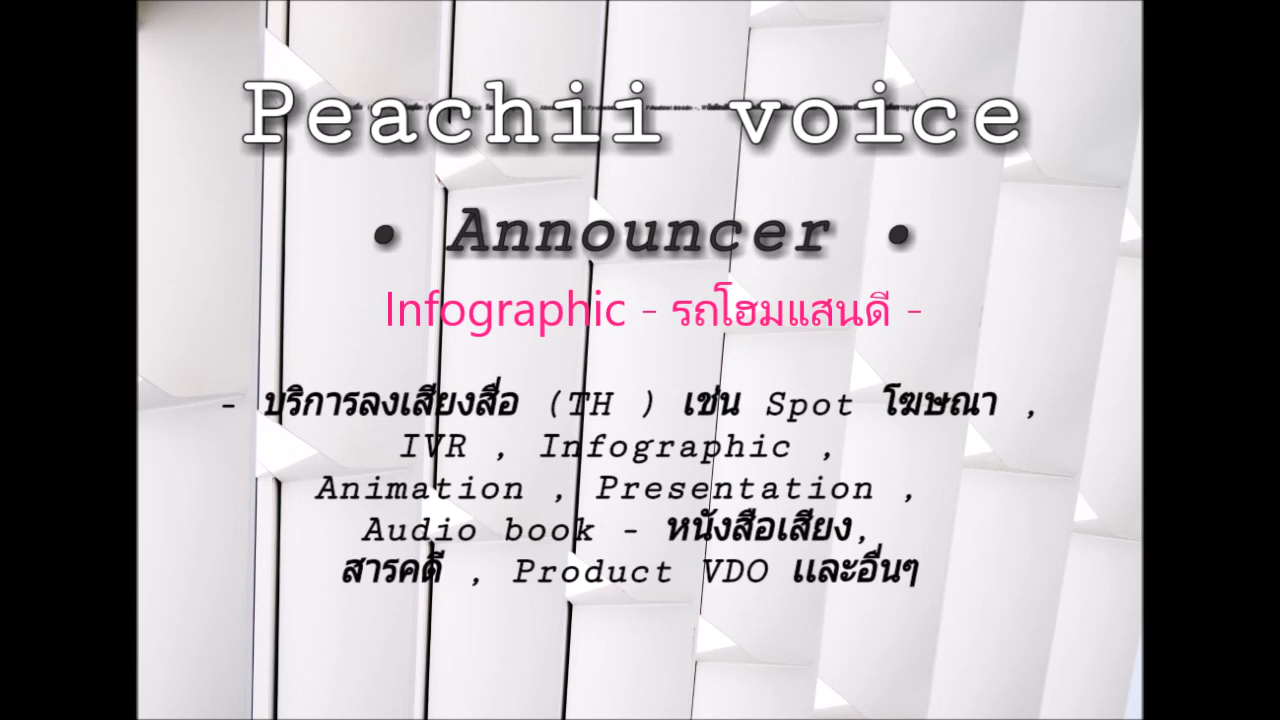 Peachii voice
• Announcer •
Infographic - รถโฮมแสนดี -
- บริการลงเสียงสื่อ (TH ) เช่น Spot โฆษณา ,
IVR , Infographic ,
Animation , Presentation ,
Audio book - หนังสือเสียง,
สารคดี , Product VDO และอื่นๆ